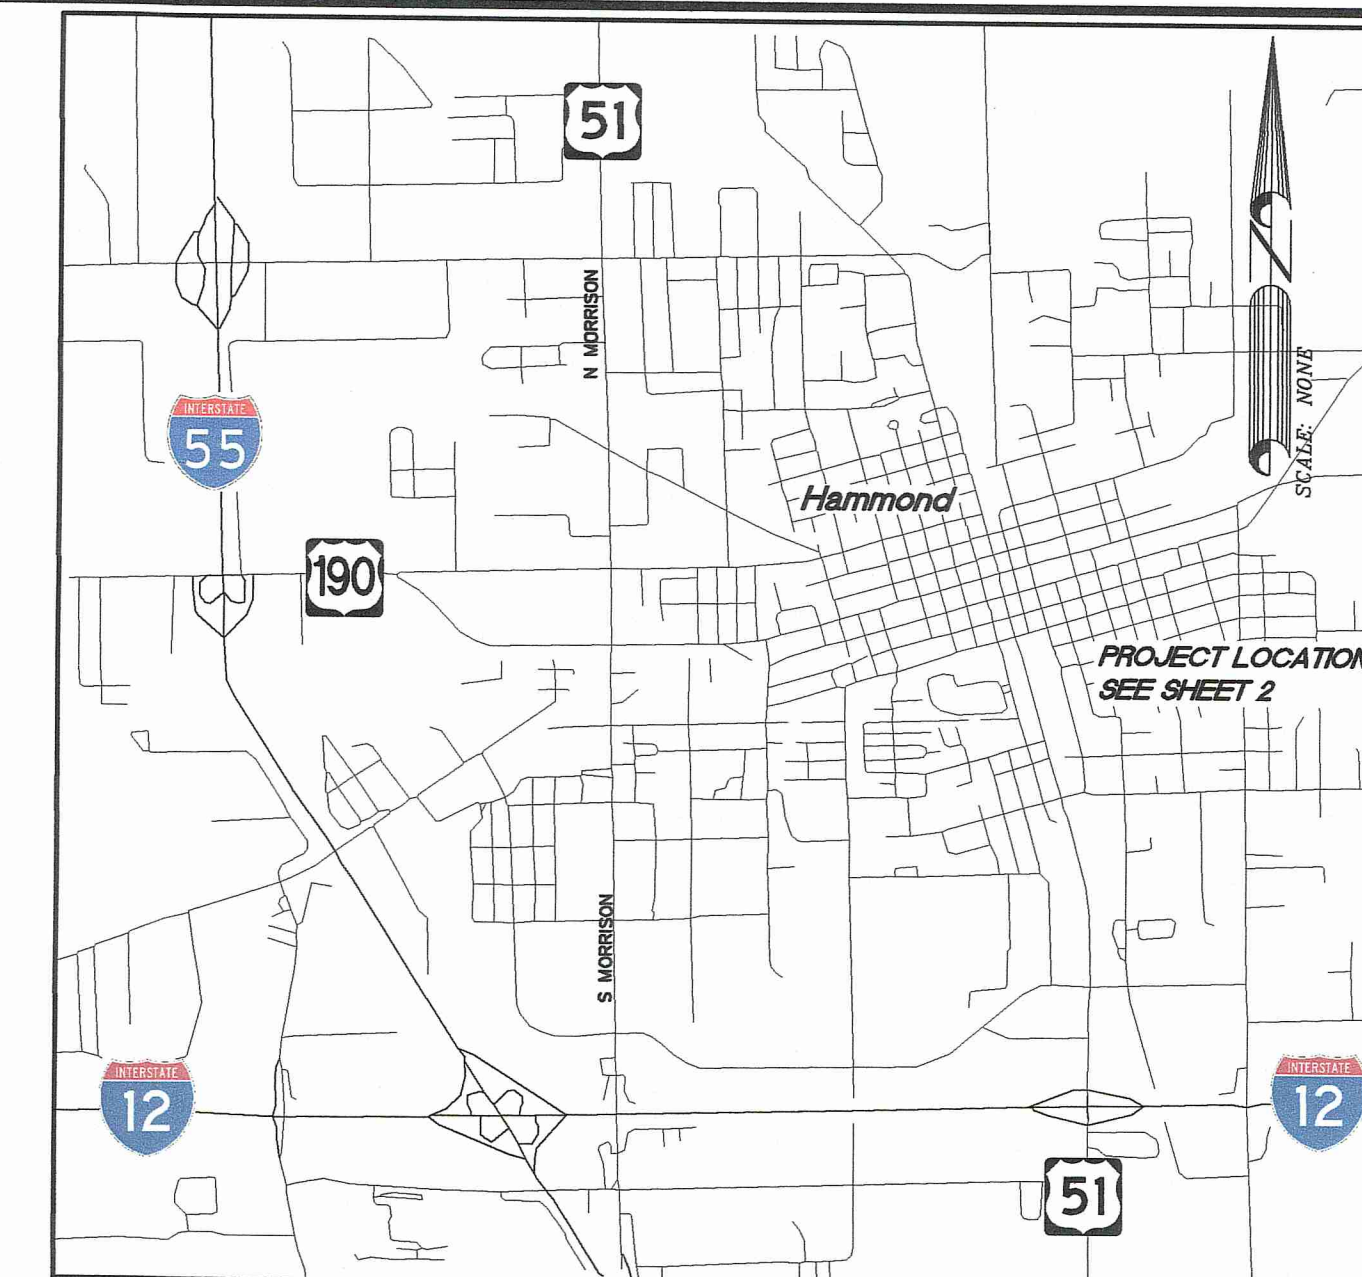 51
N MORRISON
SCALE: NONE
INTERSTATE
55
Hammond
190
PROJECT LOCATION
SEE SHEET 2
S MORRISON
INTERSTATE
12
INTERSTATE
12
51